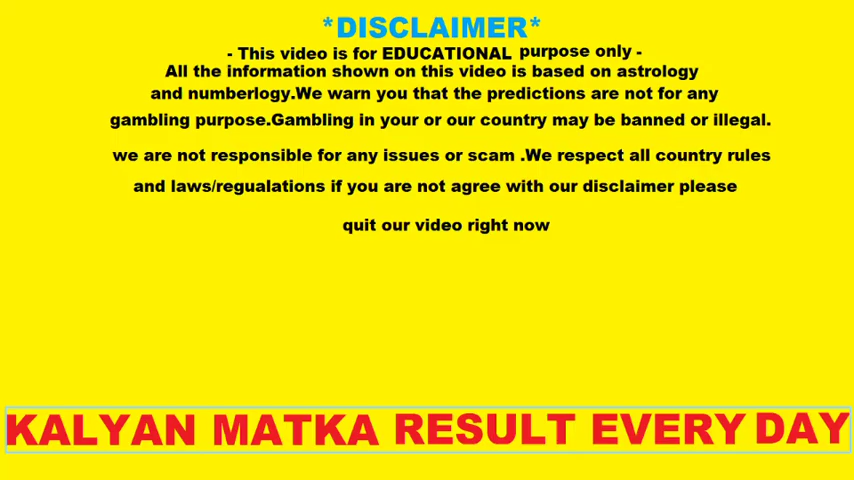 *DISCLAIMER*
- This video is for EDUCATIONAL purpose only -
All the information shown on this video is based on astrology
and numberlogy.We warn you that the predictions are not for any
gambling purpose.Gambling in your or our country may be banned or illegal.
we are not responsible for any issues or scam .We respect all country rules
and laws/regualations if you are not agree with our disclaimer please
quit our video right now
KALYAN MATKA RESULT EVERY DAY